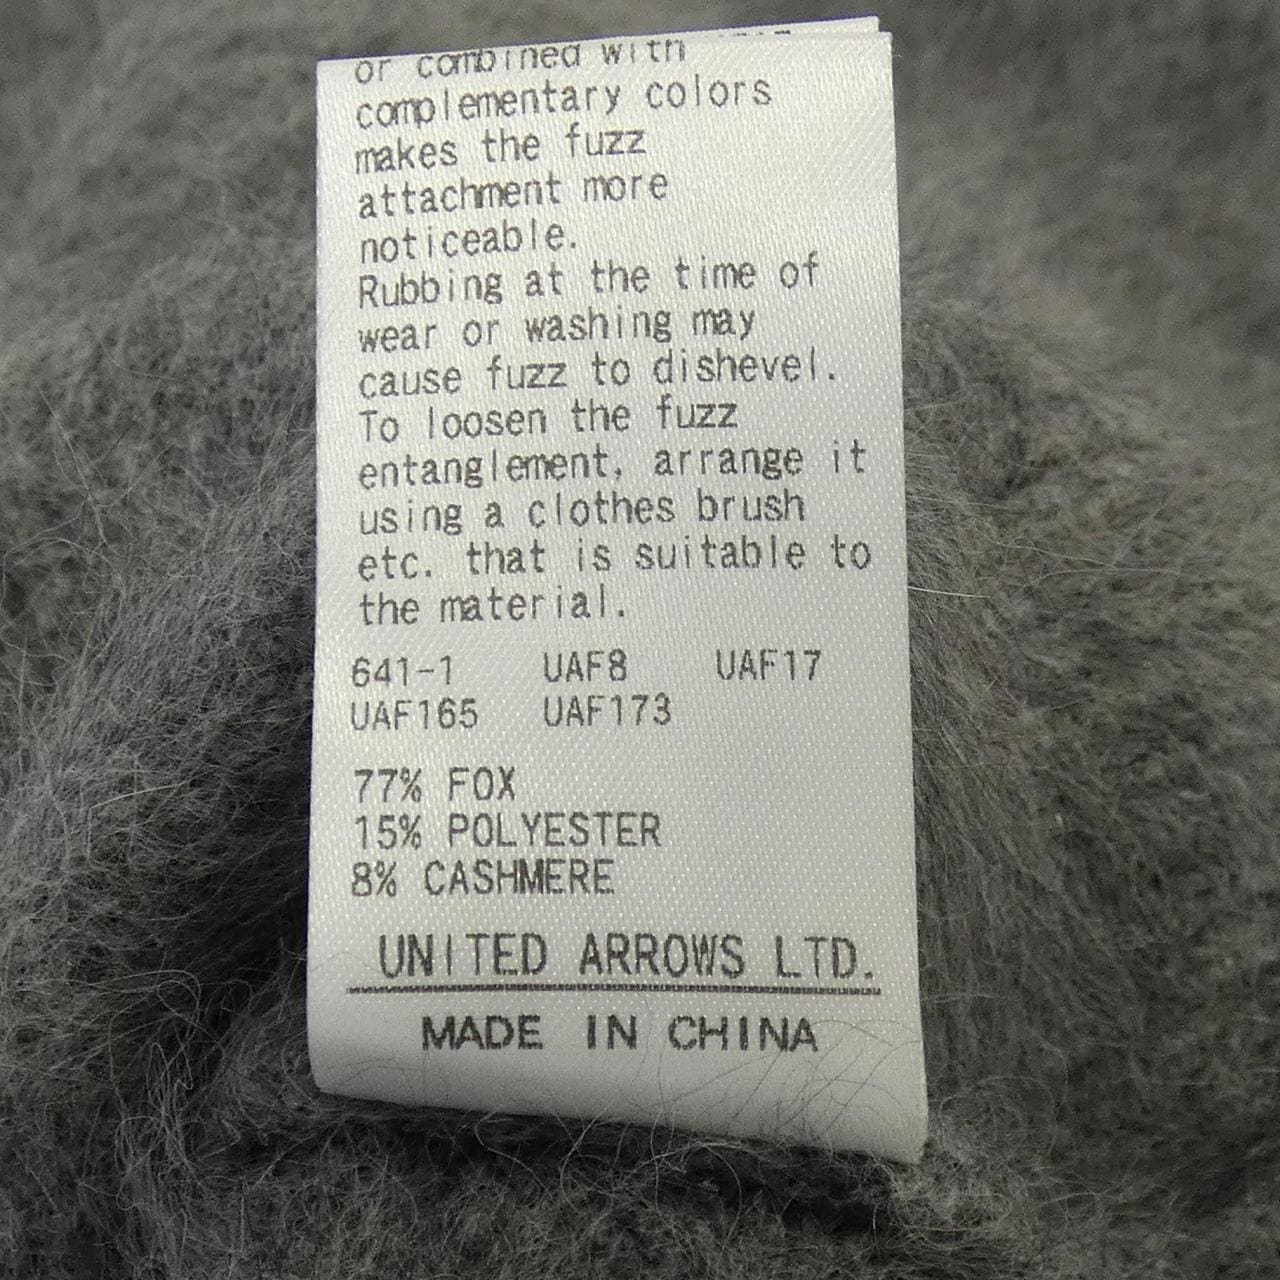 or combined with
complementary colors
makes the fuzz
attachment more
noticeable.
Rubbing at the time of
wear or washing may
cause fuzz to dishevel.
To loosen the fuzz
entanglement, arrange it
using a clothes brush
etc. that is suitable to
the material.
641-1 UAF8 UAF17
UAF165 UAF173
77% FOX
15% POLYESTER
8% CASHMERE
UNITED ARROWS LTD.
MADE IN CHINA